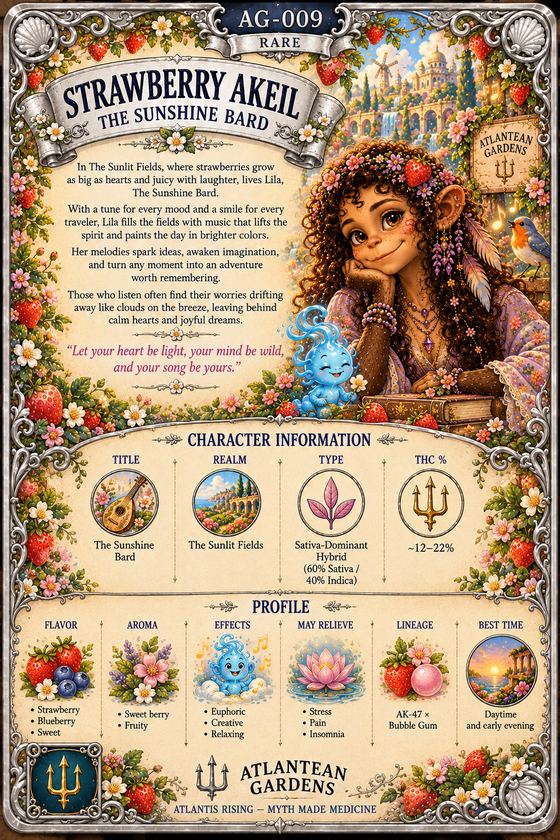 AG-009
RARE
STRAWBERRY AKEIL
THE SUNSHINE BARD
ATLANTEAN
GARDENS
In The Sunlit Fields, where strawberries grow
as big as hearts and juicy with laughter, lives Lila,
The Sunshine Bard.
With a tune for every mood and a smile for every
traveler, Lila fills the fields with music that lifts the
spirit and paints the day in brighter colors.
Her melodies spark ideas, awaken imagination,
and turn any moment into an adventure
worth remembering.
Those who listen often find their worries drifting
away like clouds on the breeze, leaving behind
calm hearts and joyful dreams.
“Let your heart be light, your mind be wild,
and your song be yours.”
CHARACTER INFORMATION
TITLE
The Sunshine
Bard
REALM
The Sunlit Fields
TYPE
Sativa-Dominant
Hybrid
(60% Sativa /
40% Indica)
THC %
~12–22%
PROFILE
FLAVOR
• Strawberry
• Blueberry
• Sweet
AROMA
• Sweet berry
• Fruity
EFFECTS
• Euphoric
• Creative
• Relaxing
MAY RELIEVE
• Stress
• Pain
• Insomnia
LINEAGE
AK-47 ×
Bubble Gum
BEST TIME
Daytime
and early evening
ATLANTEAN
GARDENS
ATLANTIS RISING – MYTH MADE MEDICINE